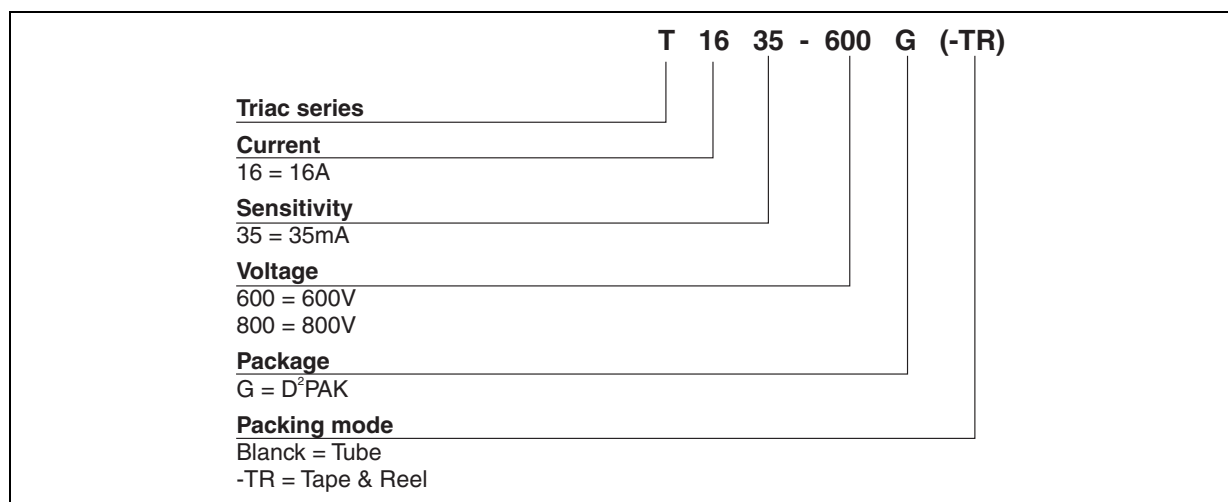 T 16 35 - 600 G (-TR)
Triac series
Current
16 = 16A
Sensitivity
35 = 35mA
Voltage
600 = 600V
800 = 800V
Package
G = D²PAK
Packing mode
Blanck = Tube
-TR = Tape & Reel